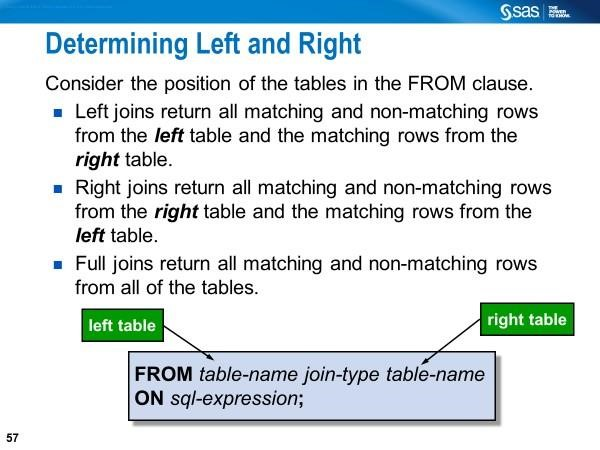 sas
THE
POWER
TO KNOW.
Determining Left and Right
Consider the position of the tables in the FROM clause.
Left joins return all matching and non-matching rows
from the left table and the matching rows from the
right table.
Right joins return all matching and non-matching rows
from the right table and the matching rows from the
left table.
Full joins return all matching and non-matching rows
from all of the tables.
left table
right table
FROM table-name join-type table-name
ON sql-expression;
57